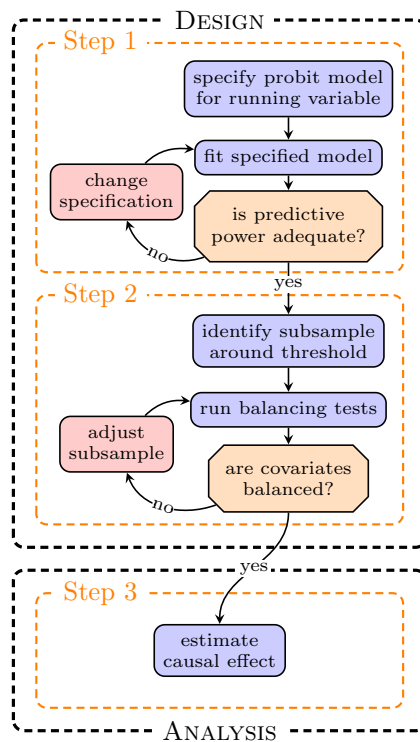 DESIGN
Step 1
specify probit model
for running variable
fit specified model
change
specification
is predictive
power adequate?
no
yes
Step 2
identify subsample
around threshold
run balancing tests
adjust
subsample
are covariates
balanced?
no
yes
Step 3
estimate
causal effect
ANALYSIS